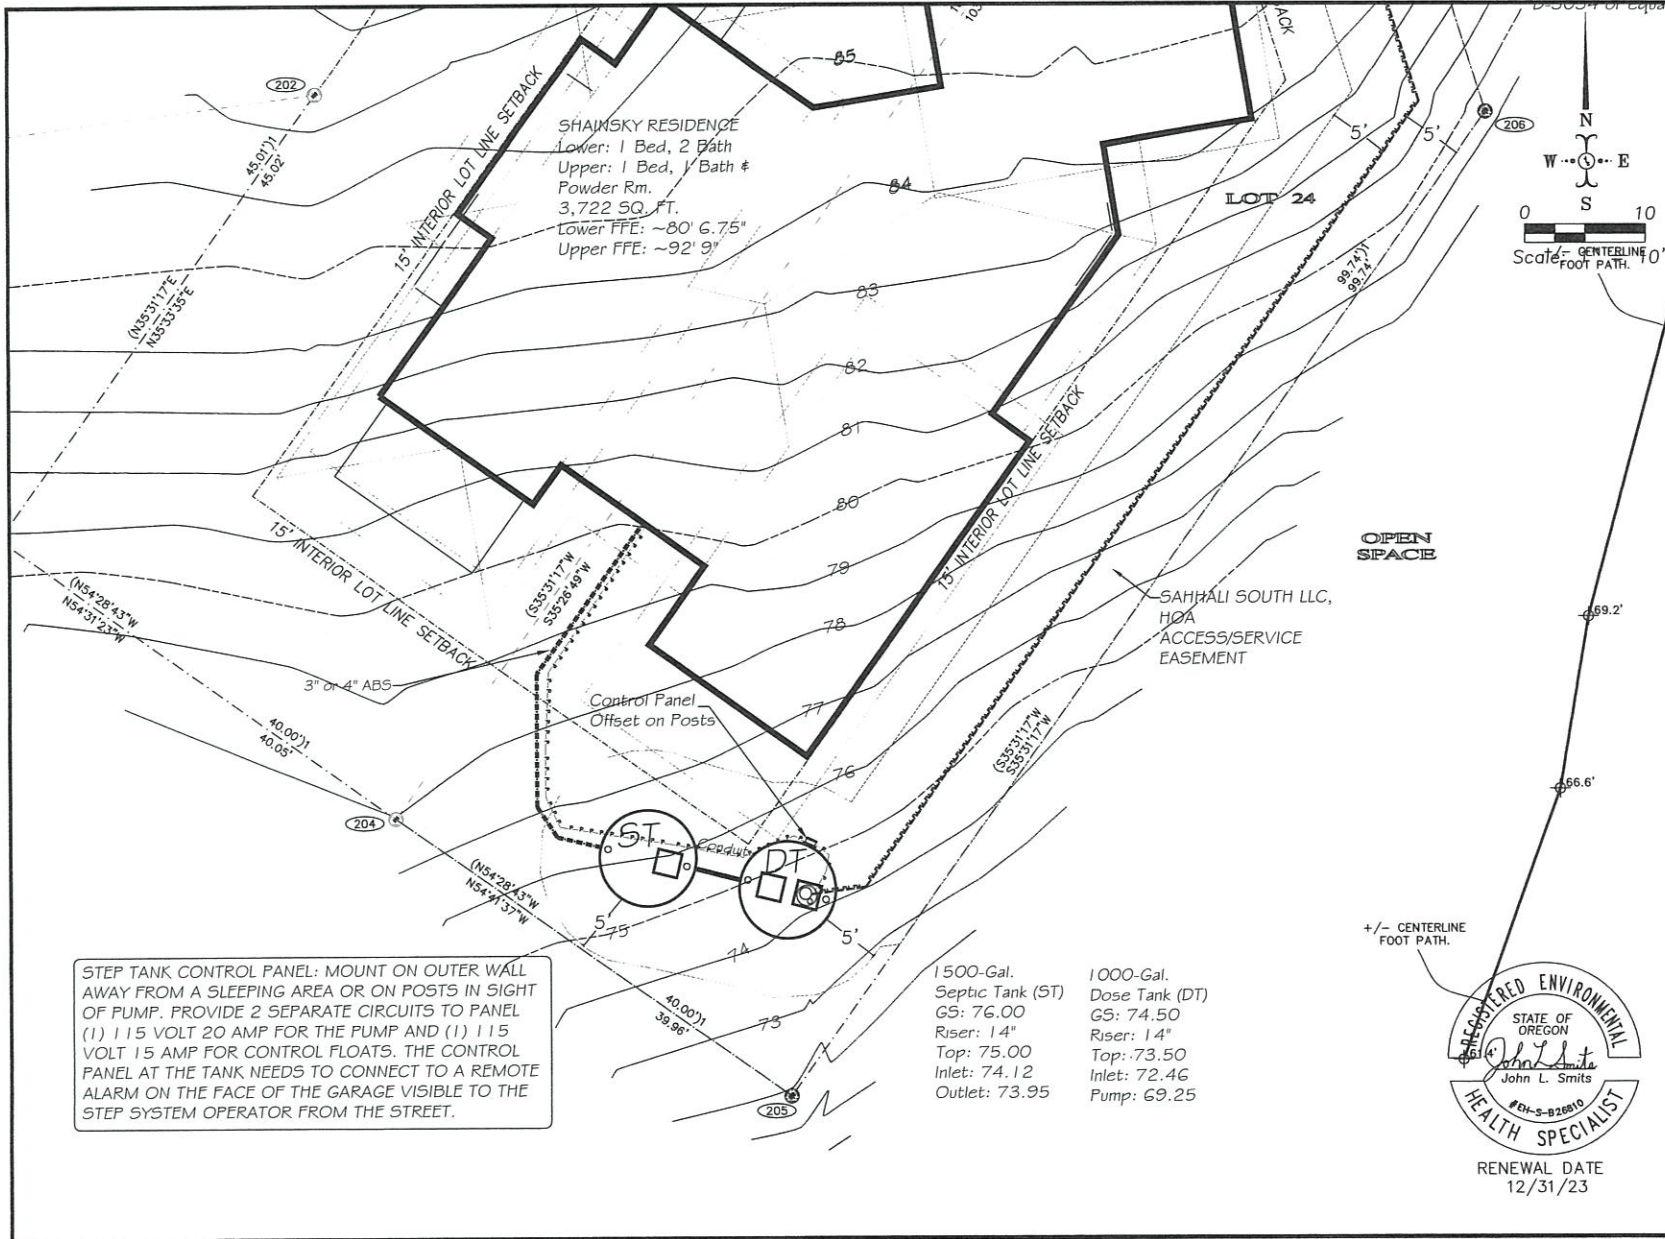 D-3034 or equa
BACK
85
202
206
5'
5'
N
W E
S
45.01')1
45.02'
15' INTERIOR LOT LINE SETBACK
SHAINSKY RESIDENCE
Lower: 1 Bed, 2 Bath
Upper: 1 Bed, 1 Bath &
Powder Rm.
3,722 SQ. FT.
Lower FFE: ~80' 6.75"
Upper FFE: ~92' 9"
84
LOT 24
0 10
Scale: 1" = 10'
+/- CENTERLINE
FOOT PATH.
99.74')1
99.74'
(N35°31'17"E
N35°33'35"E
83
82
81
80
79
78
77
76
15' INTERIOR LOT LINE SETBACK
15' INTERIOR LOT LINE SETBACK
OPEN
SPACE
(S35°31'17"W
S35°26'49"W
(N54°28'43"W
N54°31'23"W
SAHHALI SOUTH LLC,
HOA
ACCESS/SERVICE
EASEMENT
69.2'
3" or 4" ABS
Control Panel
Offset on Posts
40.00')1
40.05'
(S35°31'17"W
S35°31'17"W
66.6'
204
ST
Conduit
DT
(N54°28'43"W
N54°41'37"W
5'
75
74
5'
73
40.00')1
39.96'
205
+/- CENTERLINE
FOOT PATH.
STEP TANK CONTROL PANEL: MOUNT ON OUTER WALL
AWAY FROM A SLEEPING AREA OR ON POSTS IN SIGHT
OF PUMP. PROVIDE 2 SEPARATE CIRCUITS TO PANEL
(1) 115 VOLT 20 AMP FOR THE PUMP AND (1) 115
VOLT 15 AMP FOR CONTROL FLOATS. THE CONTROL
PANEL AT THE TANK NEEDS TO CONNECT TO A REMOTE
ALARM ON THE FACE OF THE GARAGE VISIBLE TO THE
STEP SYSTEM OPERATOR FROM THE STREET.
1500-Gal.
Septic Tank (ST)
GS: 76.00
Riser: 14"
Top: 75.00
Inlet: 74.12
Outlet: 73.95
1000-Gal.
Dose Tank (DT)
GS: 74.50
Riser: 14"
Top: 73.50
Inlet: 72.46
Pump: 69.25
REGISTERED ENVIRONMENTAL
STATE OF
OREGON
61.4'
John L Smits
John L. Smits
#EH-S-B26810
HEALTH SPECIALIST
RENEWAL DATE
12/31/23